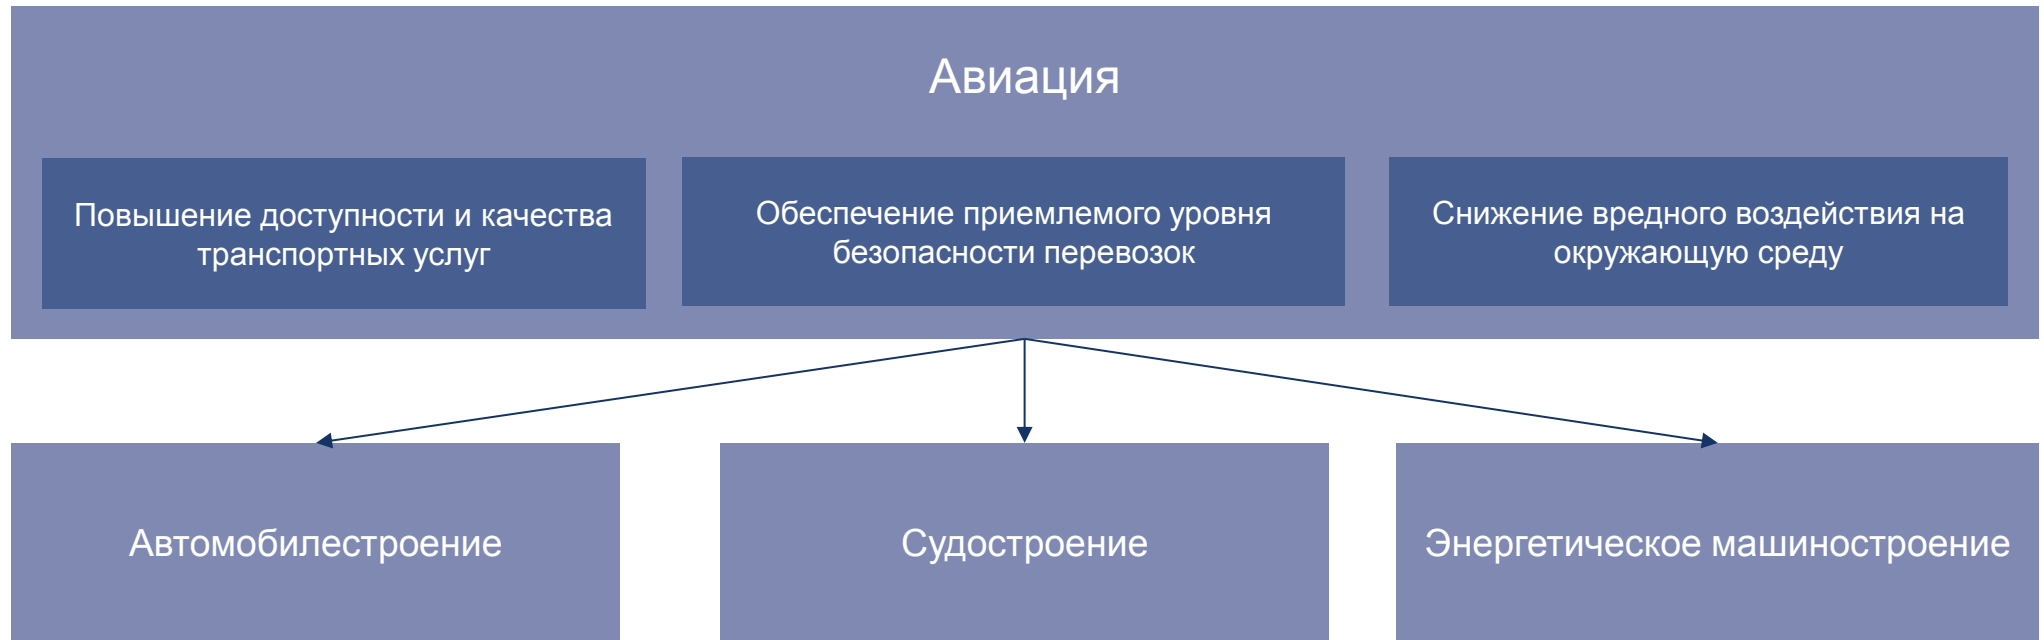 Авиация
Повышение доступности и качества
транспортных услуг
Обеспечение приемлемого уровня
безопасности перевозок
Снижение вредного воздействия на
окружающую среду
Автомобилестроение
Судостроение
Энергетическое машиностроение